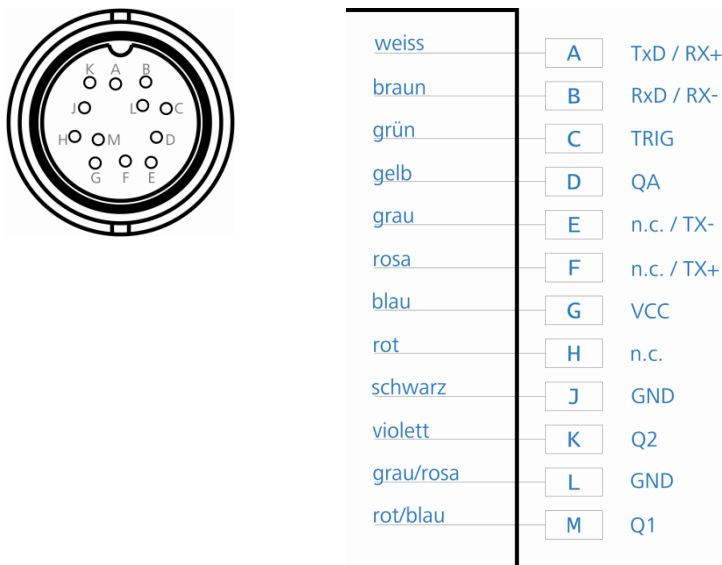 K A B
J L C
H M D
G F E
weiss A TxD / RX+
braun B RxD / RX-
grün C TRIG
gelb D QA
grau E n.c. / TX-
rosa F n.c. / TX+
blau G VCC
rot H n.c.
schwarz J GND
violett K Q2
grau/rosa L GND
rot/blau M Q1